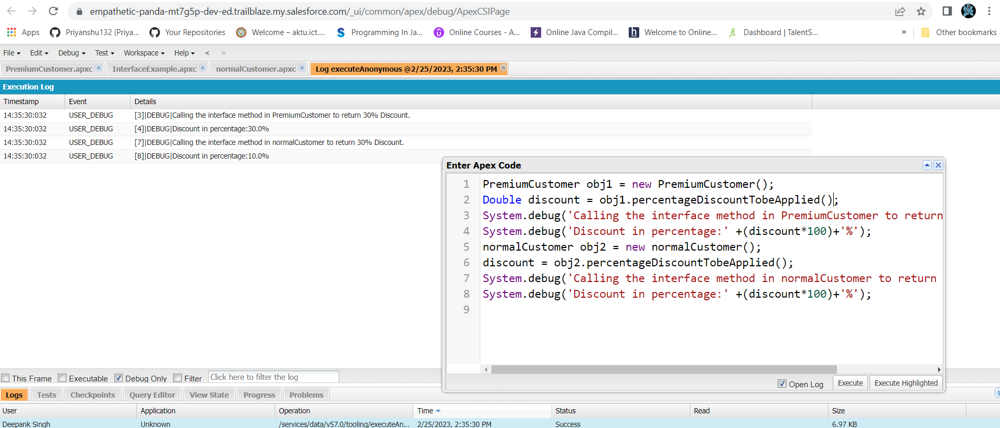 empathetic-panda-mt7g5p-dev-ed.trailblaze.my.salesforce.com/_ui/common/apex/debug/ApexCSIPage
Apps Priyanshu132 (Priya... Your Repositories Welcome – aktu.ict.... Programming In Ja... Online Courses - A... Online Java Compil... Welcome to Online... Dashboard | TalentS... » Other bookmarks
File Edit Debug Test Workspace Help < >
PremiumCustomer.apxc InterfaceExample.apxc normalCustomer.apxc Log executeAnonymous @2/25/2023, 2:35:30 PM
Execution Log
Timestamp Event Details
14:35:30:032 USER_DEBUG [3]|DEBUG|Calling the interface method in PremiumCustomer to return 30% Discount.
14:35:30:032 USER_DEBUG [4]|DEBUG|Discount in percentage:30.0%
14:35:30:032 USER_DEBUG [7]|DEBUG|Calling the interface method in normalCustomer to return 30% Discount.
14:35:30:032 USER_DEBUG [8]|DEBUG|Discount in percentage:10.0%
Enter Apex Code
1 PremiumCustomer obj1 = new PremiumCustomer();
2 Double discount = obj1.percentageDiscountTobeApplied();
3 System.debug('Calling the interface method in PremiumCustomer to return
4 System.debug('Discount in percentage:' +(discount*100)+'%');
5 normalCustomer obj2 = new normalCustomer();
6 discount = obj2.percentageDiscountTobeApplied();
7 System.debug('Calling the interface method in normalCustomer to return
8 System.debug('Discount in percentage:' +(discount*100)+'%');
9
Open Log Execute Execute Highlighted
This Frame Executable Debug Only Filter Click here to filter the log
Logs Tests Checkpoints Query Editor View State Progress Problems
User Application Operation Time Status Read Size
Deepank Singh Unknown /services/data/v57.0/tooling/executeAn... 2/25/2023, 2:35:30 PM Success 6.97 KB